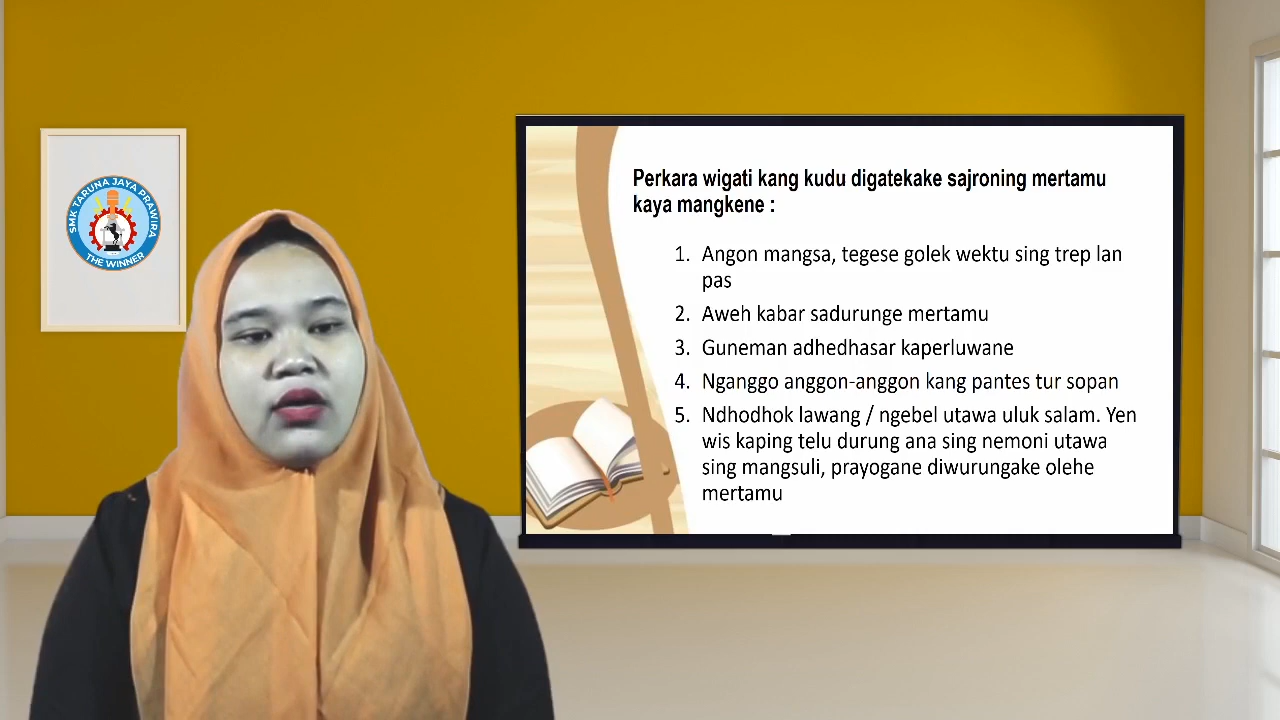 SMK TARUNA JAYA PRAWIRA
THE WINNER
Perkara wigati kang kudu digatekake sajroning mertamu
kaya mangkene :
1. Angon mangsa, tegese golek wektu sing trep lan
pas
2. Aweh kabar sadurunge mertamu
3. Guneman adhedhasar kaperluwane
4. Nganggo anggon-anggon kang pantes tur sopan
5. Ndhodhok lawang / ngebel utawa uluk salam. Yen
wis kaping telu durung ana sing nemoni utawa
sing mangsuli, prayogane diwurungake olehe
mertamu